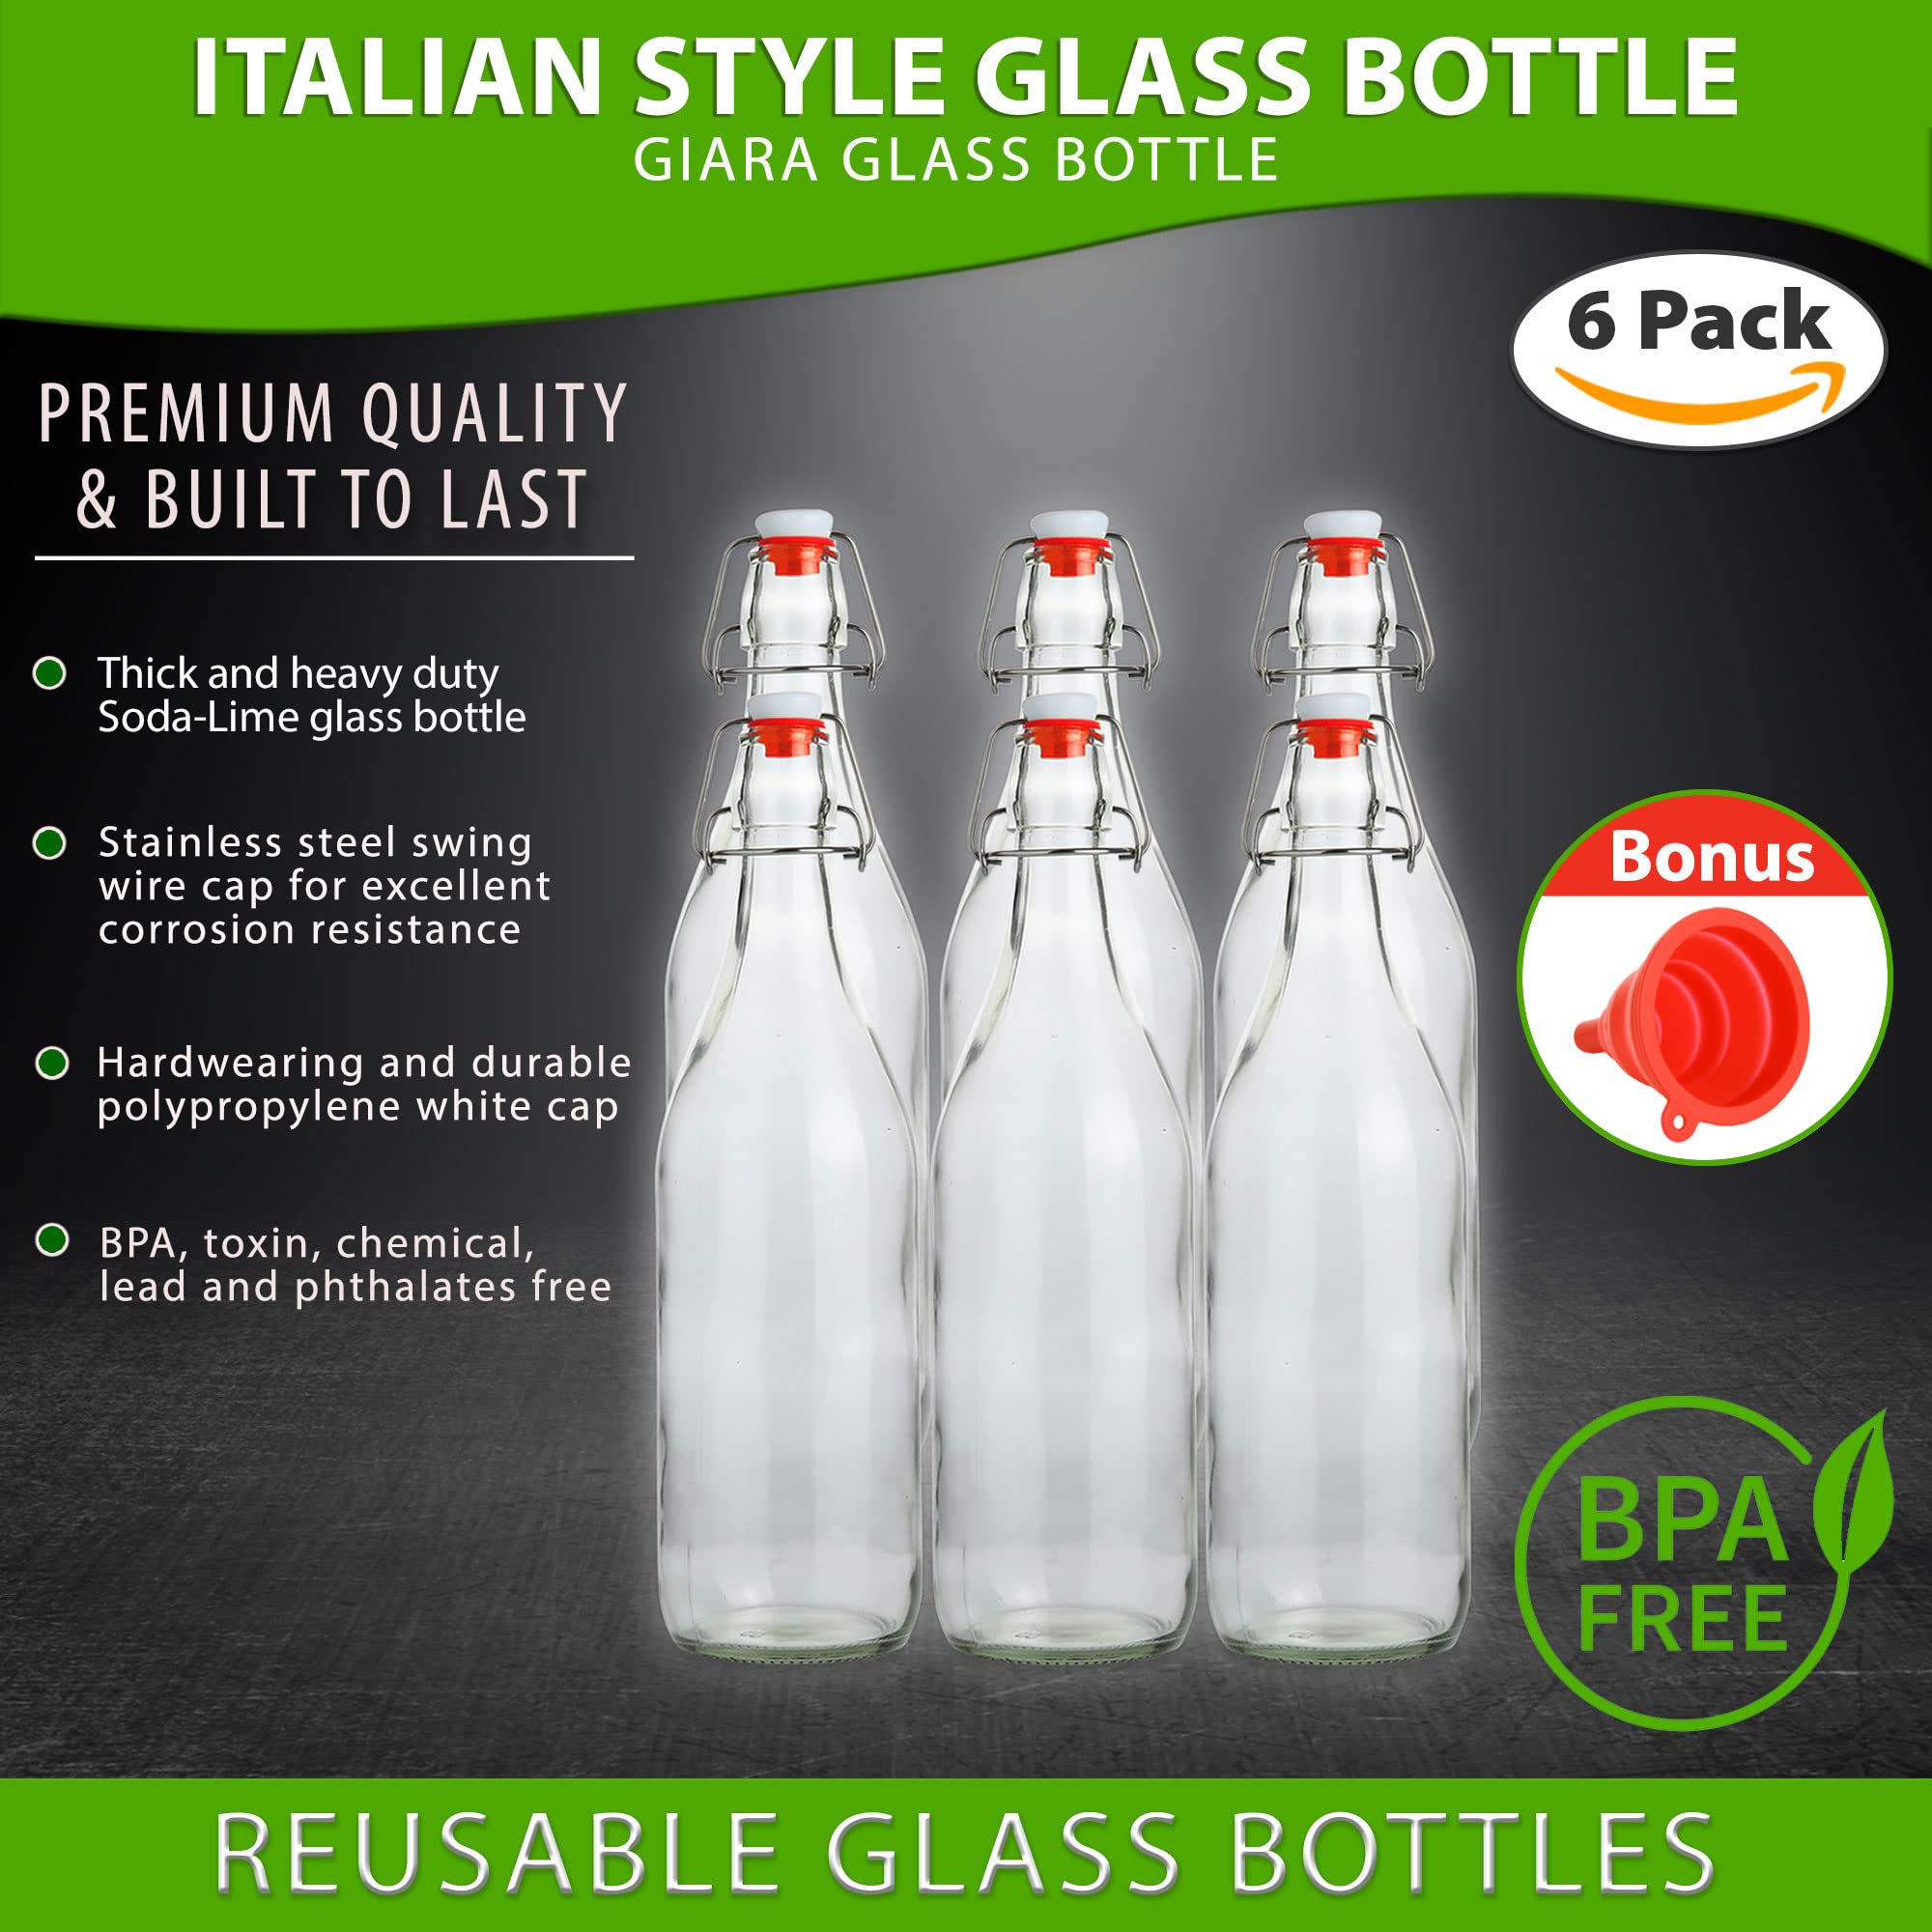 ITALIAN STYLE GLASS BOTTLE
GIARA GLASS BOTTLE
6 Pack
PREMIUM QUALITY
& BUILT TO LAST
Thick and heavy duty
Soda-Lime glass bottle
Stainless steel swing
wire cap for excellent
corrosion resistance
Hardwearing and durable
polypropylene white cap
BPA, toxin, chemical,
lead and phthalates free
Bonus
BPA
FREE
REUSABLE GLASS BOTTLES